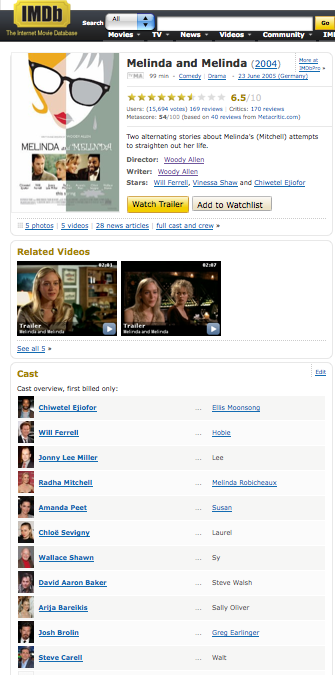 IMDb
The Internet Movie Database
Search
All
Go
Movies TV News Videos Community IM
Melinda and Melinda (2004)
More at
IMDbPro »
MA 99 min - Comedy | Drama - 23 June 2005 (Germany)
6.5/10
Users: (15,694 votes) 169 reviews Critics: 170 reviews
Metascore: 54/100 (based on 40 reviews from Metacritic.com)
Two alternating stories about Melinda's (Mitchell) attempts
to straighten out her life.
Director: Woody Allen
Writer: Woody Allen
Stars: Will Ferrell, Vinessa Shaw and Chiwetel Ejiofor
Watch Trailer
Add to Watchlist
MELINDA AND MELINDA
5 photos | 5 videos | 28 news articles | full cast and crew »
Related Videos
02:01
Trailer
Melinda and Melinda
02:07
Trailer
Melinda and Melinda
See all 5 »
Cast
Edit
Cast overview, first billed only:
Chiwetel Ejiofor ... Ellis Moonsong
Will Ferrell ... Hobie
Jonny Lee Miller ... Lee
Radha Mitchell ... Melinda Robicheaux
Amanda Peet ... Susan
Chloë Sevigny ... Laurel
Wallace Shawn ... Sy
David Aaron Baker ... Steve Walsh
Arija Bareikis ... Sally Oliver
Josh Brolin ... Greg Earlinger
Steve Carell ... Walt